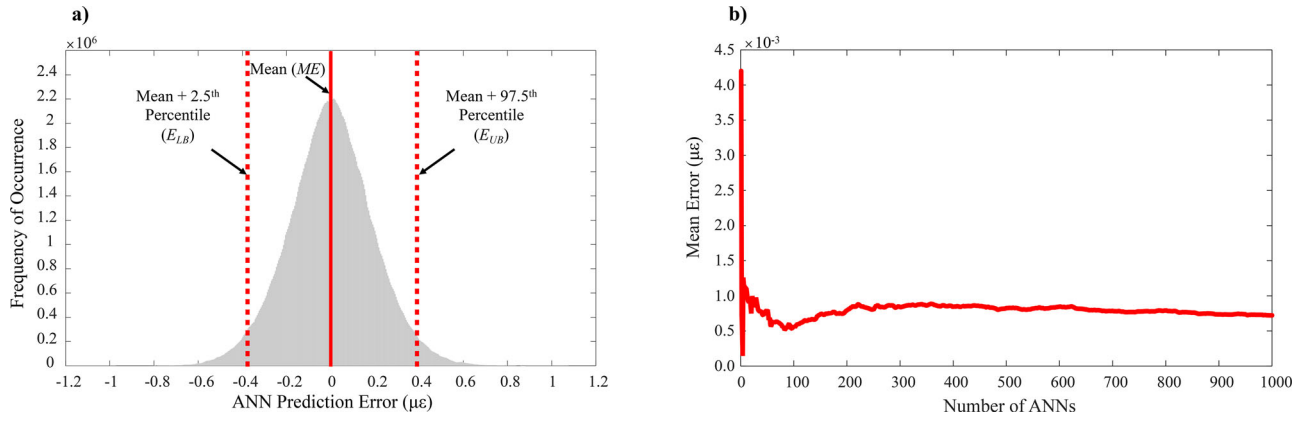 a)
×10⁶
2.4
2.2
2
1.8
1.6
1.4
1.2
1
0.8
0.6
0.4
0.2
0
Frequency of Occurrence
Mean (ME)
Mean + 2.5th
Percentile
(E_LB)
Mean + 97.5th
Percentile
(E_UB)
-1.2 -1 -0.8 -0.6 -0.4 -0.2 0 0.2 0.4 0.6 0.8 1 1.2
ANN Prediction Error (με)
b)
×10⁻³
4.5
4.0
3.5
3.0
2.5
2.0
1.5
1.0
0.5
0.0
Mean Error (με)
0 100 200 300 400 500 600 700 800 900 1000
Number of ANNs